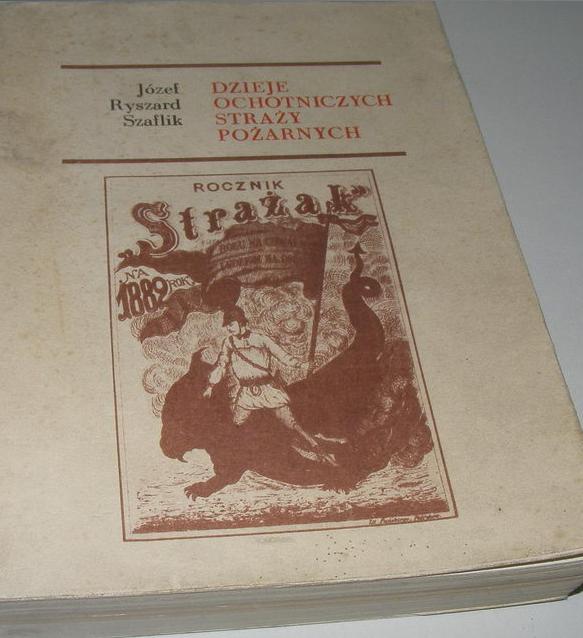 Józef
Ryszard
Szaflik
DZIEJE
OCHOTNICZYCH
STRAŻY
POŻARNYCH
ROCZNIK
„Strażak"
NA
1882 ROK